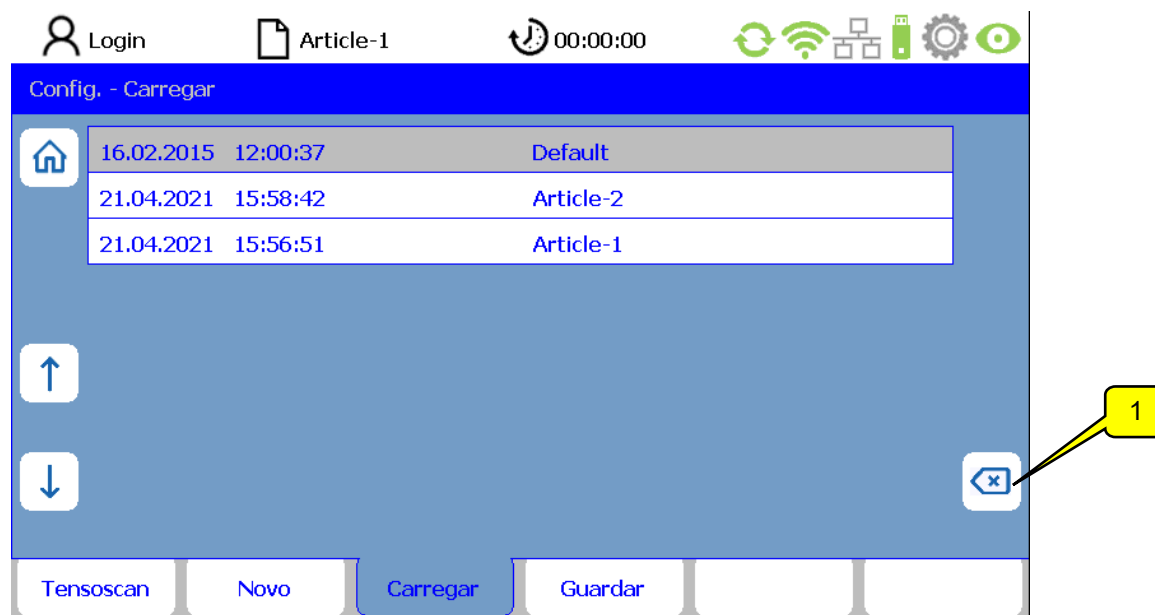 Login Article-1 00:00:00
Config. - Carregar
16.02.2015 12:00:37 Default
21.04.2021 15:58:42 Article-2
21.04.2021 15:56:51 Article-1
1
Tensoscan Novo Carregar Guardar